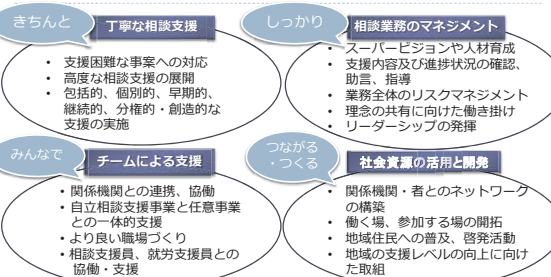 きちんと
丁寧な相談支援
• 支援困難な事案への対応
• 高度な相談支援の展開
• 包括的、個別的、早期的、
継続的、分権的・創造的な
支援の実施
しっかり
相談業務のマネジメント
• スーパービジョンや人材育成
• 支援内容及び進捗状況の確認、
助言、指導
• 業務全体のリスクマネジメント
• 理念の共有に向けた働き掛け
• リーダーシップの発揮
みんなで
チームによる支援
• 関係機関との連携、協働
• 自立相談支援事業と任意事業
との一体的支援
• より良い職場づくり
• 相談支援員、就労支援員との
協働・支援
つながる
・つくる
社会資源の活用と開発
• 関係機関・者とのネットワーク
の構築
• 働く場、参加する場の開拓
• 地域住民への普及、啓発活動
• 地域の支援レベルの向上に向け
た取組